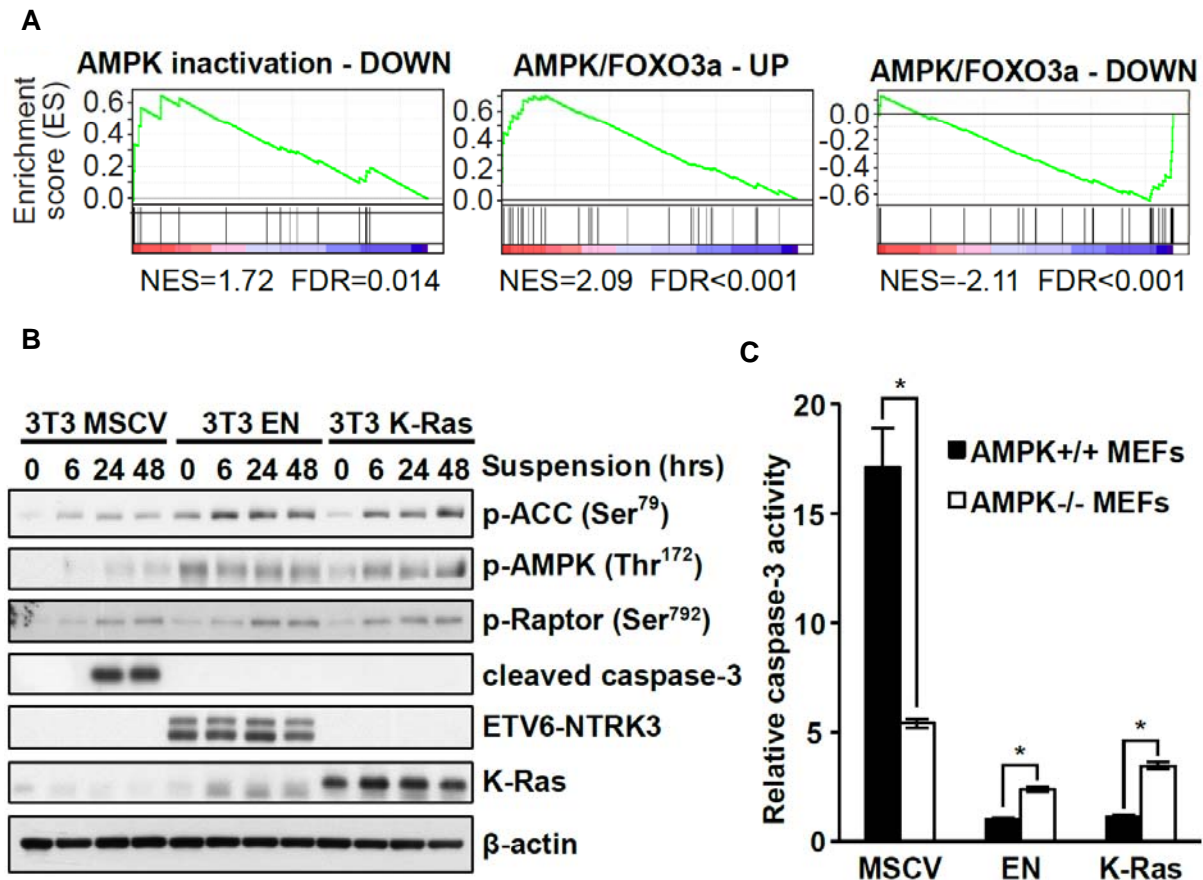 A
AMPK inactivation - DOWN
AMPK/FOXO3a - UP
AMPK/FOXO3a - DOWN
Enrichment
score (ES)
0.6
0.4
0.2
0.0
0.6
0.4
0.2
0.0
0.0
-0.2
-0.4
-0.6
NES=1.72 FDR=0.014
NES=2.09 FDR<0.001
NES=-2.11 FDR<0.001
B
3T3 MSCV 3T3 EN 3T3 K-Ras
0 6 24 48 0 6 24 48 0 6 24 48 Suspension (hrs)
p-ACC (Ser⁷⁹)
p-AMPK (Thr¹⁷²)
p-Raptor (Ser⁷⁹²)
cleaved caspase-3
ETV6-NTRK3
K-Ras
β-actin
C
Relative caspase-3 activity
20
15
10
5
0
*
*
*
AMPK+/+ MEFs
AMPK-/- MEFs
MSCV EN K-Ras